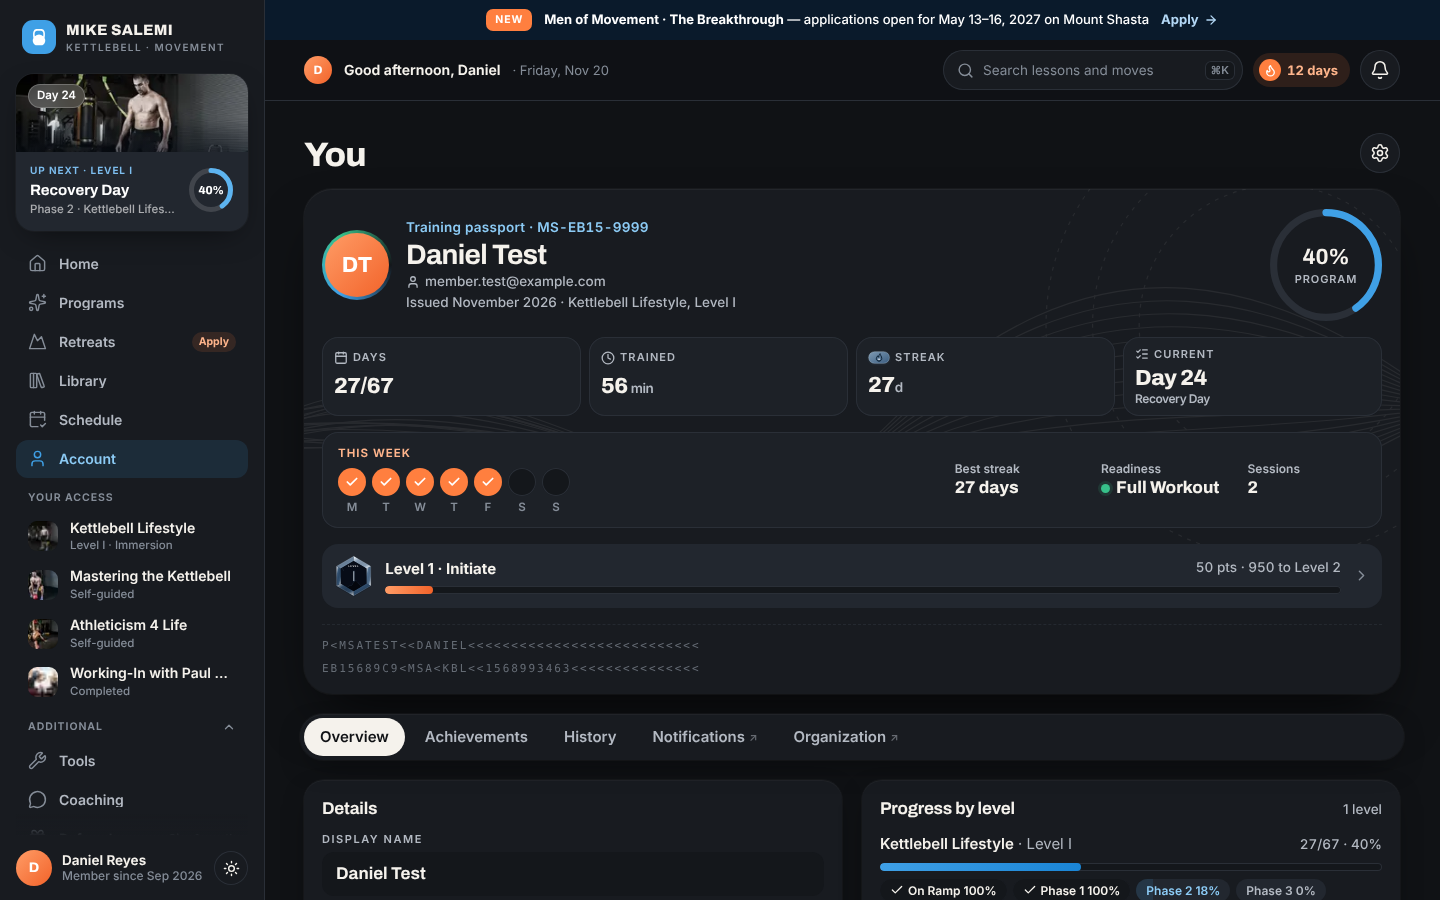 MIKE SALEMI
KETTLEBELL · MOVEMENT
Day 24
UP NEXT · LEVEL I
Recovery Day
Phase 2 · Kettlebell Lifes...
40%
Home
Programs
Retreats
Apply
Library
Schedule
Account
YOUR ACCESS
Kettlebell Lifestyle
Level I · Immersion
Mastering the Kettlebell
Self-guided
Athleticism 4 Life
Self-guided
Working-In with Paul ...
Completed
ADDITIONAL
Tools
Coaching
Daniel Reyes
Member since Sep 2026
D
NEW Men of Movement · The Breakthrough — applications open for May 13–16, 2027 on Mount Shasta Apply →
D Good afternoon, Daniel · Friday, Nov 20
Search lessons and moves ⌘K
12 days
You
DT
Training passport · MS-EB15-9999
Daniel Test
member.test@example.com
Issued November 2026 · Kettlebell Lifestyle, Level I
40%
PROGRAM
DAYS
27/67
TRAINED
56 min
STREAK
27d
CURRENT
Day 24
Recovery Day
THIS WEEK
M T W T F S S
Best streak
27 days
Readiness
Full Workout
Sessions
2
Level 1 · Initiate
50 pts · 950 to Level 2
P<MSATEST<<DANIEL<<<<<<<<<<<<<<<<<<<<<<<<<<<
EB15689C9<MSA<KBL<<1568993463<<<<<<<<<<<<<<<
Overview Achievements History Notifications ↗ Organization ↗
Details
DISPLAY NAME
Daniel Test
Progress by level
1 level
Kettlebell Lifestyle · Level I
27/67 · 40%
On Ramp 100% Phase 1 100% Phase 2 18% Phase 3 0%